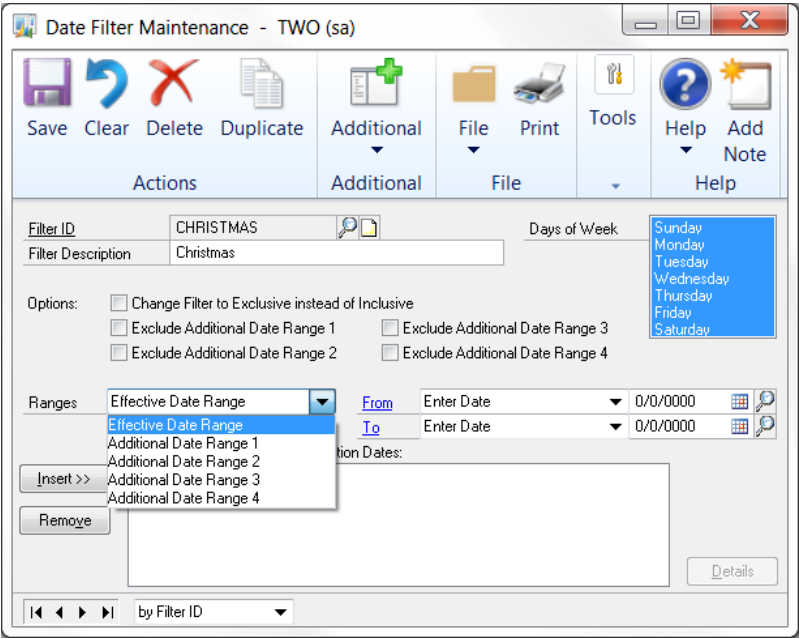 Date Filter Maintenance - TWO (sa)
Save Clear Delete Duplicate Additional File Print Tools Help Add Note
Actions Additional File Help
Filter ID CHRISTMAS Days of Week
Filter Description Christmas
Sunday
Monday
Tuesday
Wednesday
Thursday
Friday
Saturday
Options: Change Filter to Exclusive instead of Inclusive
Exclude Additional Date Range 1 Exclude Additional Date Range 3
Exclude Additional Date Range 2 Exclude Additional Date Range 4
Ranges Effective Date Range From Enter Date 0/0/0000
To Enter Date 0/0/0000
Effective Date Range
Additional Date Range 1
Additional Date Range 2
Additional Date Range 3
Additional Date Range 4
tion Dates:
Insert >>
Remove
Details
by Filter ID